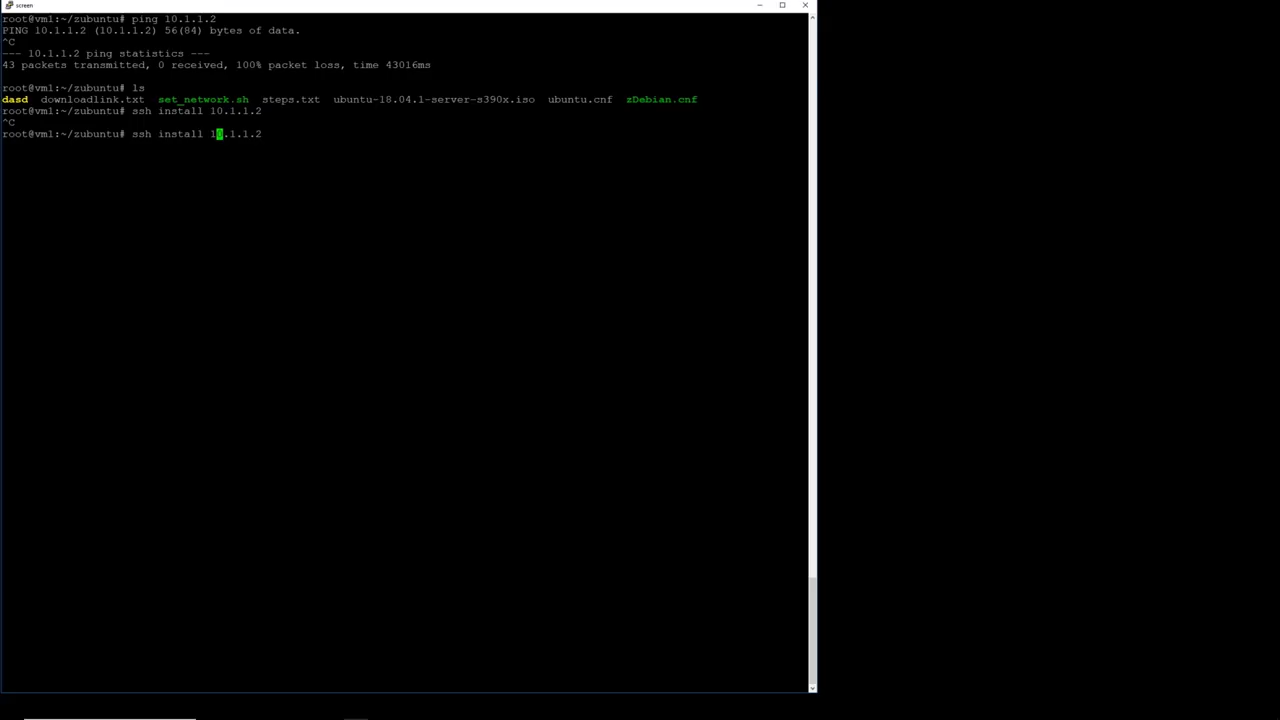 screen
root@vm1:~/zubuntu# ping 10.1.1.2
PING 10.1.1.2 (10.1.1.2) 56(84) bytes of data.
^C
--- 10.1.1.2 ping statistics ---
43 packets transmitted, 0 received, 100% packet loss, time 43016ms
root@vm1:~/zubuntu# ls
dasd downloadlink.txt set_network.sh steps.txt ubuntu-18.04.1-server-s390x.iso ubuntu.cnf zDebian.cnf
root@vm1:~/zubuntu# ssh install 10.1.1.2
^C
root@vm1:~/zubuntu# ssh install 10.1.1.2